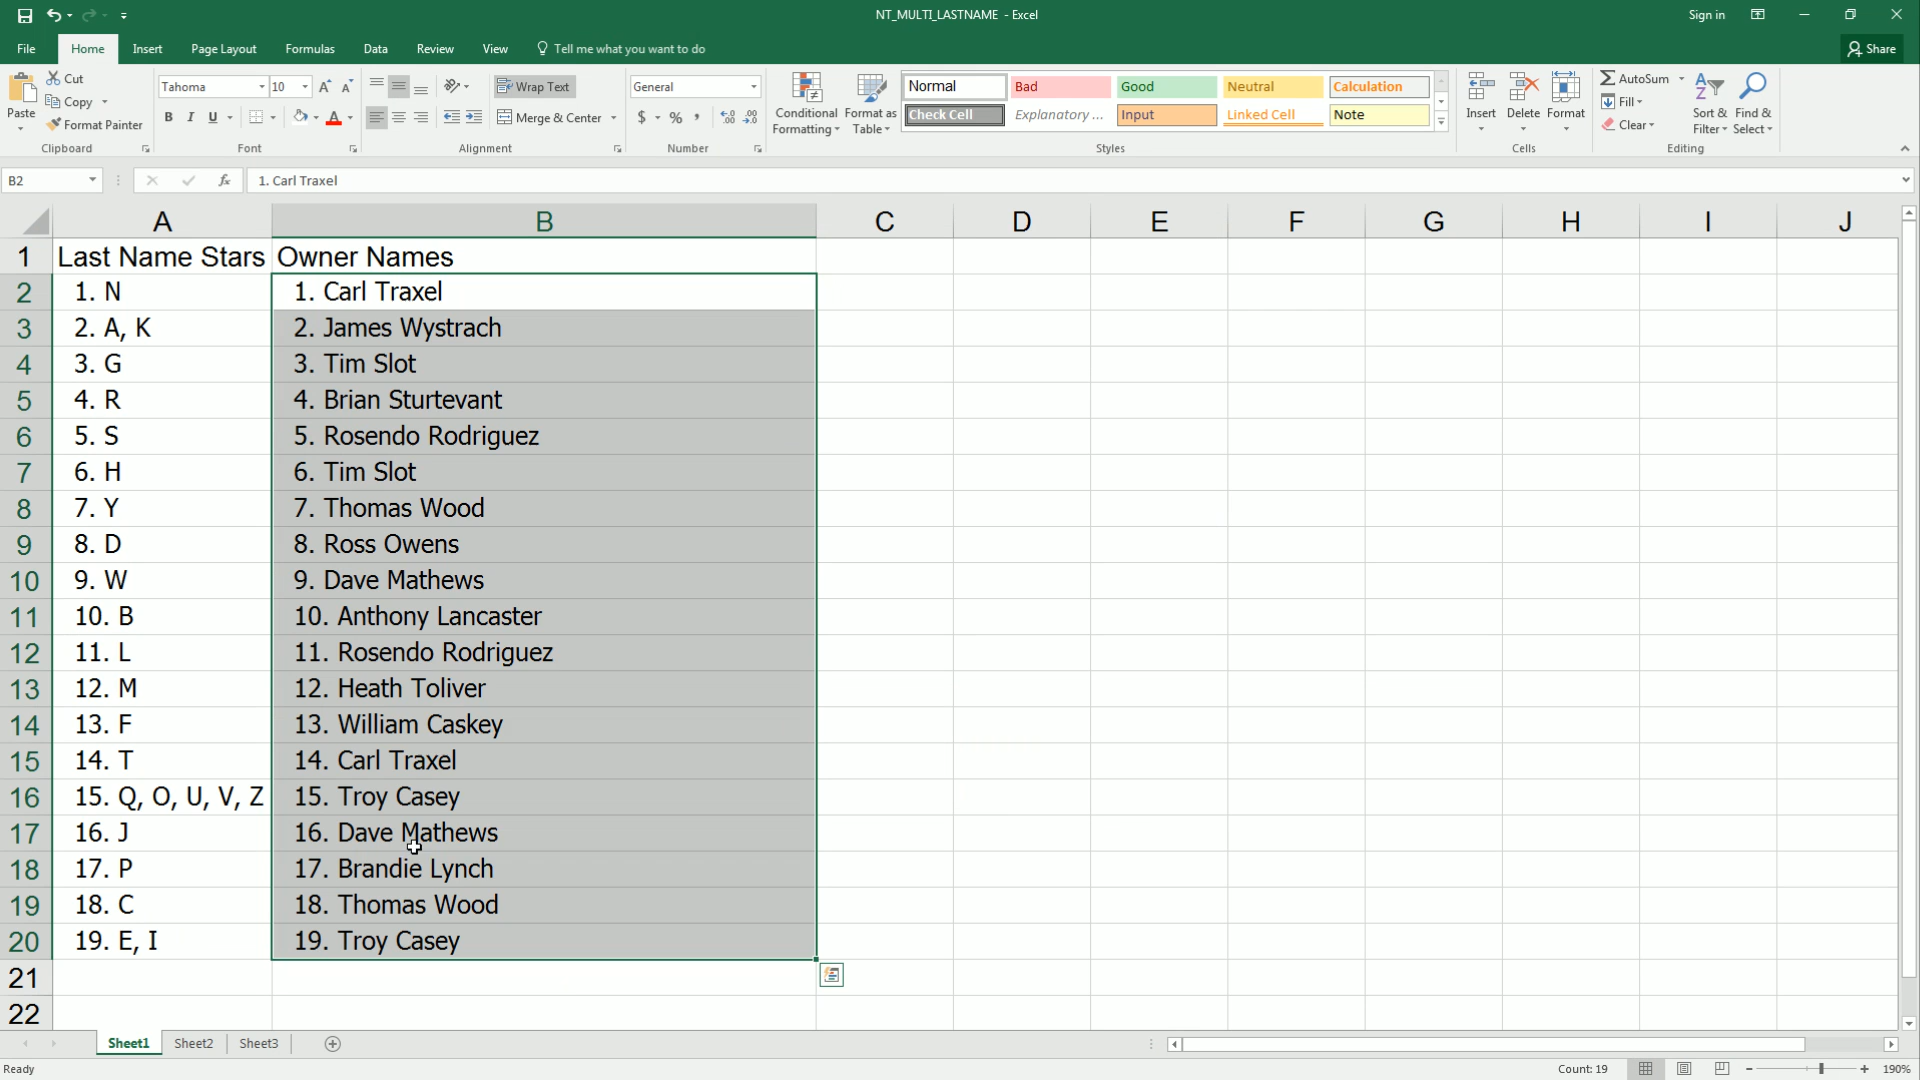 NT_MULTI_LASTNAME - Excel
Sign in
File Home Insert Page Layout Formulas Data Review View Tell me what you want to do
Share
Paste
Cut
Copy
Format Painter
Clipboard
Tahoma 10
B I U
Font
Wrap Text
Merge & Center
Alignment
General
$ % ,
Number
Conditional Formatting
Format as Table
Normal Bad Good Neutral Calculation
Check Cell Explanatory ... Input Linked Cell Note
Styles
Insert Delete Format
Cells
AutoSum
Fill
Clear
Sort & Filter
Find & Select
Editing
B2
fx
1. Carl Traxel
A B C D E F G H I J
1 Last Name Stars Owner Names
2 1. N 1. Carl Traxel
3 2. A, K 2. James Wystrach
4 3. G 3. Tim Slot
5 4. R 4. Brian Sturtevant
6 5. S 5. Rosendo Rodriguez
7 6. H 6. Tim Slot
8 7. Y 7. Thomas Wood
9 8. D 8. Ross Owens
10 9. W 9. Dave Mathews
11 10. B 10. Anthony Lancaster
12 11. L 11. Rosendo Rodriguez
13 12. M 12. Heath Toliver
14 13. F 13. William Caskey
15 14. T 14. Carl Traxel
16 15. Q, O, U, V, Z 15. Troy Casey
17 16. J 16. Dave Mathews
18 17. P 17. Brandie Lynch
19 18. C 18. Thomas Wood
20 19. E, I 19. Troy Casey
21
22
Sheet1 Sheet2 Sheet3
Ready
Count: 19
190%